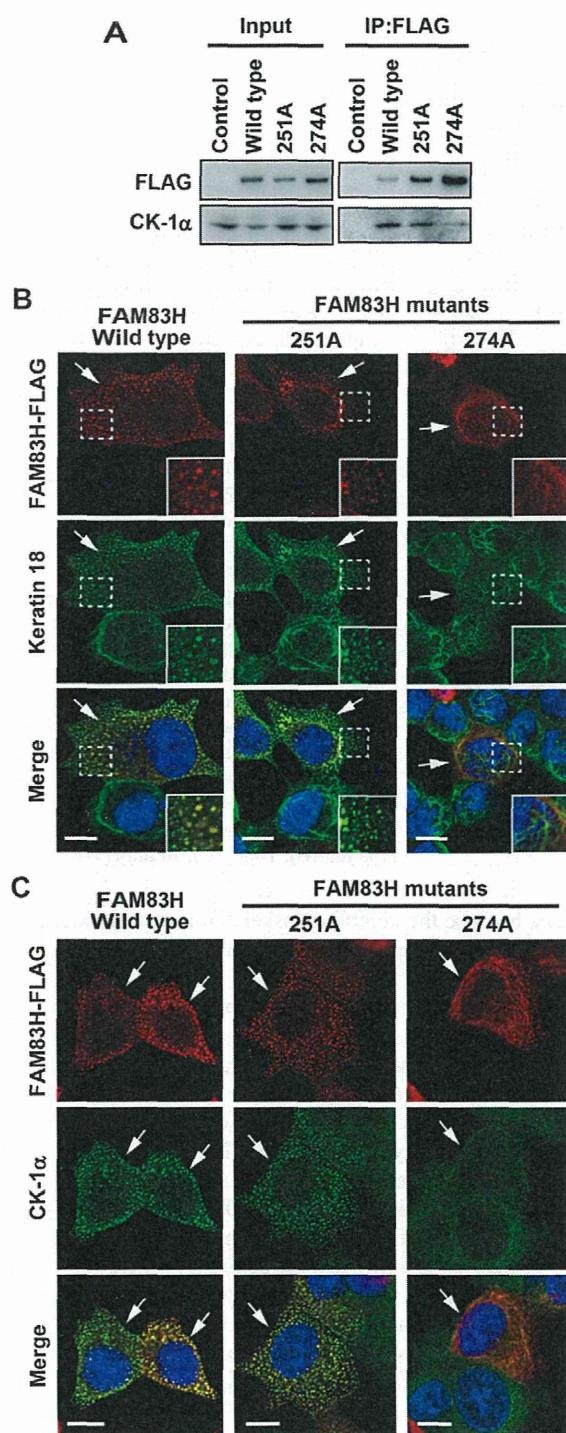 A
Input IP:FLAG
Control Wild type 251A 274A Control Wild type 251A 274A
FLAG
CK-1α
B
FAM83H Wild type
FAM83H mutants
251A 274A
FAM83H-FLAG
Keratin 18
Merge
C
FAM83H Wild type
FAM83H mutants
251A 274A
FAM83H-FLAG
CK-1α
Merge